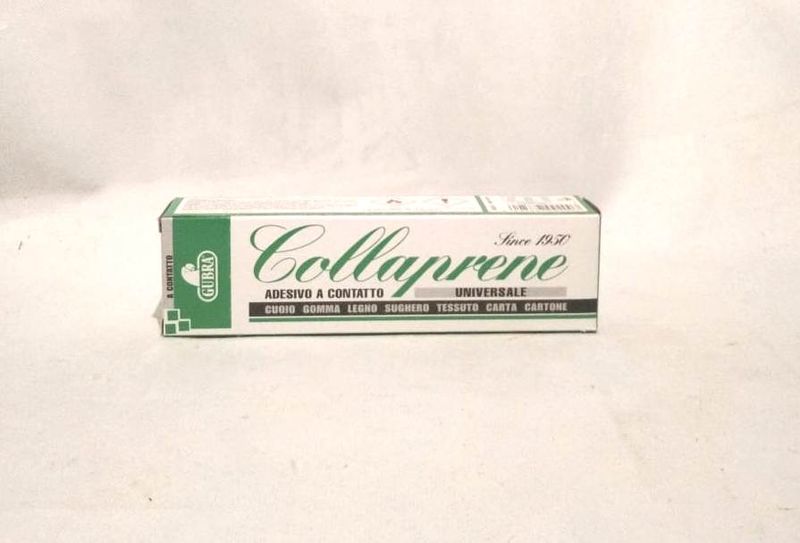 A CONTATTO
GUBRA
Collaprene
Since 1950
ADESIVO A CONTATTO UNIVERSALE
CUOIO GOMMA LEGNO SUGHERO TESSUTO CARTA CARTONE